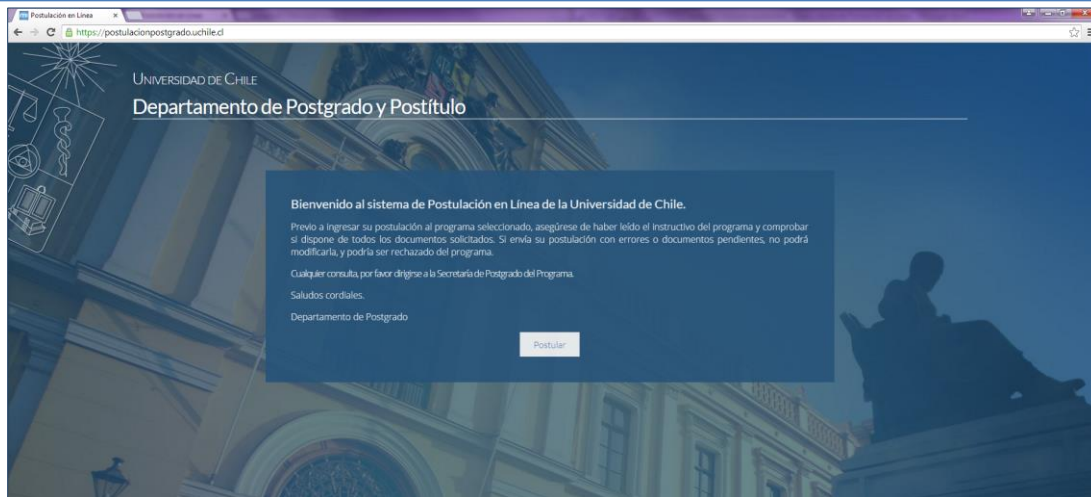 Postulación en Línea
https://postulacionpostgrado.uchile.cl
UNIVERSIDAD DE CHILE
Departamento de Postgrado y Postítulo
Bienvenido al sistema de Postulación en Línea de la Universidad de Chile.
Previo a ingresar su postulación al programa seleccionado, asegúrese de haber leído el instructivo del programa y comprobar
si dispone de todos los documentos solicitados. Si envía su postulación con errores o documentos pendientes, no podrá
modificarla, y podría ser rechazado del programa.
Cualquier consulta, por favor dirigirse a la Secretaría de Postgrado del Programa.
Saludos cordiales.
Departamento de Postgrado
Postular